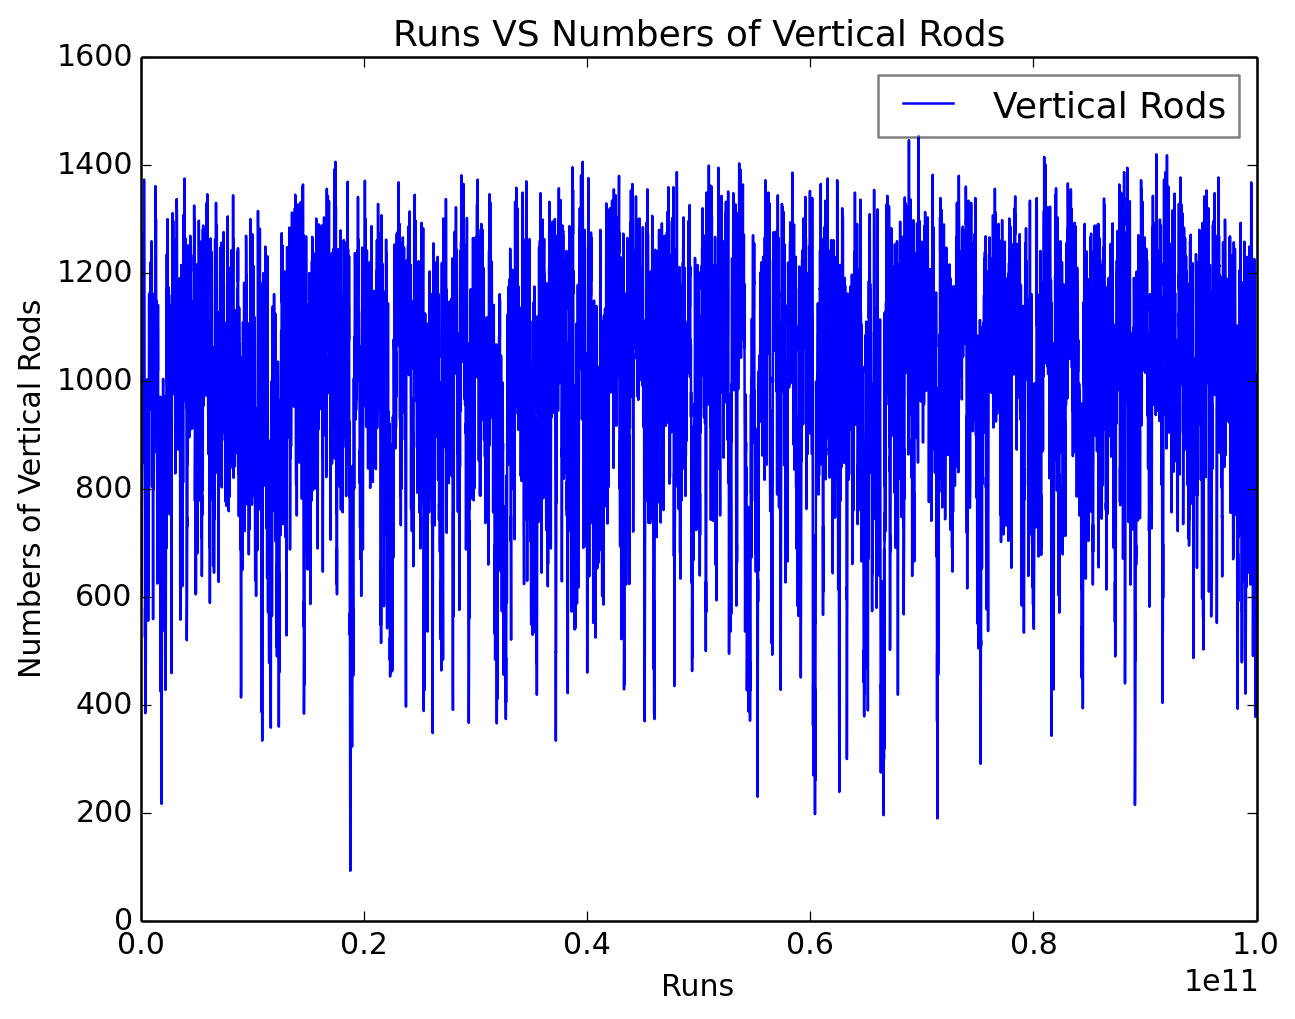 Runs VS Numbers of Vertical Rods
1600
1400
1200
1000
800
600
400
200
0
Numbers of Vertical Rods
Vertical Rods
0.0 0.2 0.4 0.6 0.8 1.0
1e11
Runs